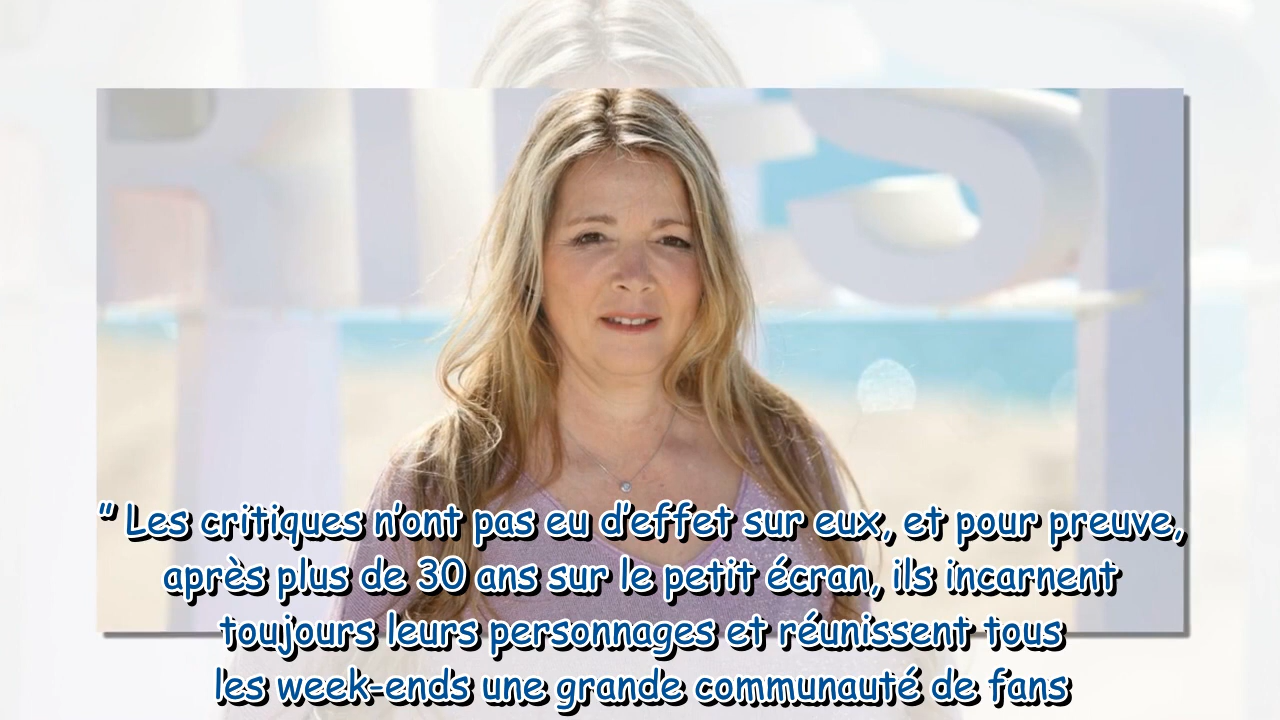 ” Les critiques n’ont pas eu d’effet sur eux, et pour preuve,
après plus de 30 ans sur le petit écran, ils incarnent
toujours leurs personnages et réunissent tous
les week-ends une grande communauté de fans